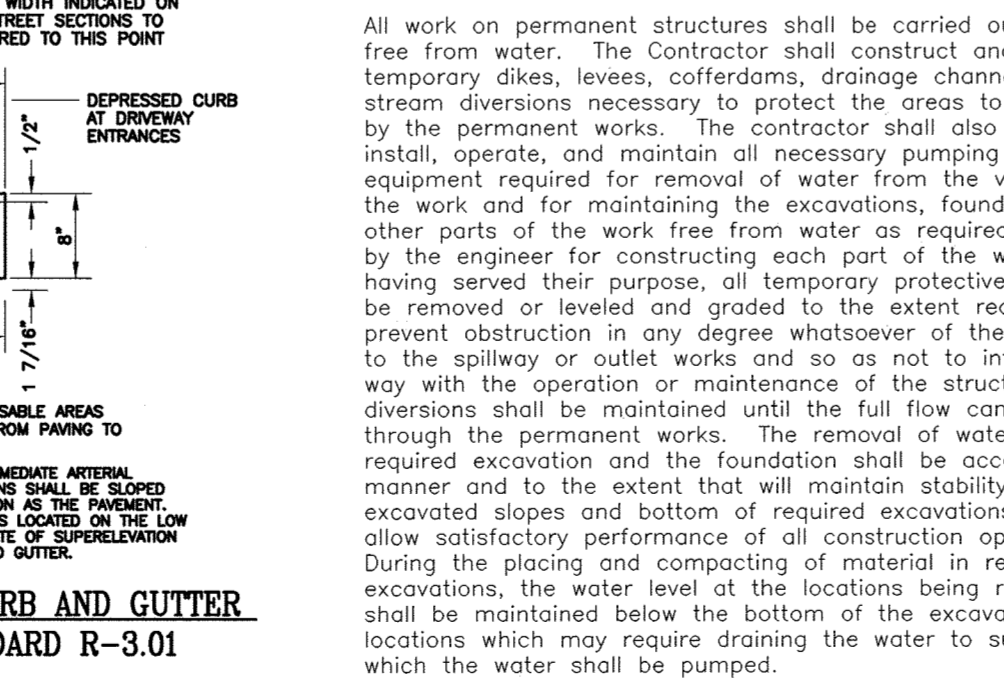 WIDTH INDICATED ON
STREET SECTIONS TO
RED TO THIS POINT
DEPRESSED CURB
AT DRIVEWAY
ENTRANCES
1/2"
8"
1 7/16"
SABLE AREAS
ROM PAVING TO
MEDIATE ARTERIAL
NS SHALL BE SLOPED
ON AS THE PAVEMENT.
S LOCATED ON THE LOW
TE OF SUPERELEVATION
D GUTTER.
RB AND GUTTER
DARD R-3.01
All work on permanent structures shall be carried ou
free from water. The Contractor shall construct and
temporary dikes, levees, cofferdams, drainage channe
stream diversions necessary to protect the areas to
by the permanent works. The contractor shall also
install, operate, and maintain all necessary pumping
equipment required for removal of water from the v
the work and for maintaining the excavations, found
other parts of the work free from water as required
by the engineer for constructing each part of the w
having served their purpose, all temporary protective
be removed or leveled and graded to the extent req
prevent obstruction in any degree whatsoever of the
to the spillway or outlet works and so as not to int
way with the operation or maintenance of the struct
diversions shall be maintained until the full flow can
through the permanent works. The removal of wate
required excavation and the foundation shall be acco
manner and to the extent that will maintain stability
excavated slopes and bottom of required excavations
allow satisfactory performance of all construction op
During the placing and compacting of material in re
excavations, the water level at the locations being r
shall be maintained below the bottom of the excava
locations which may require draining the water to su
which the water shall be pumped.